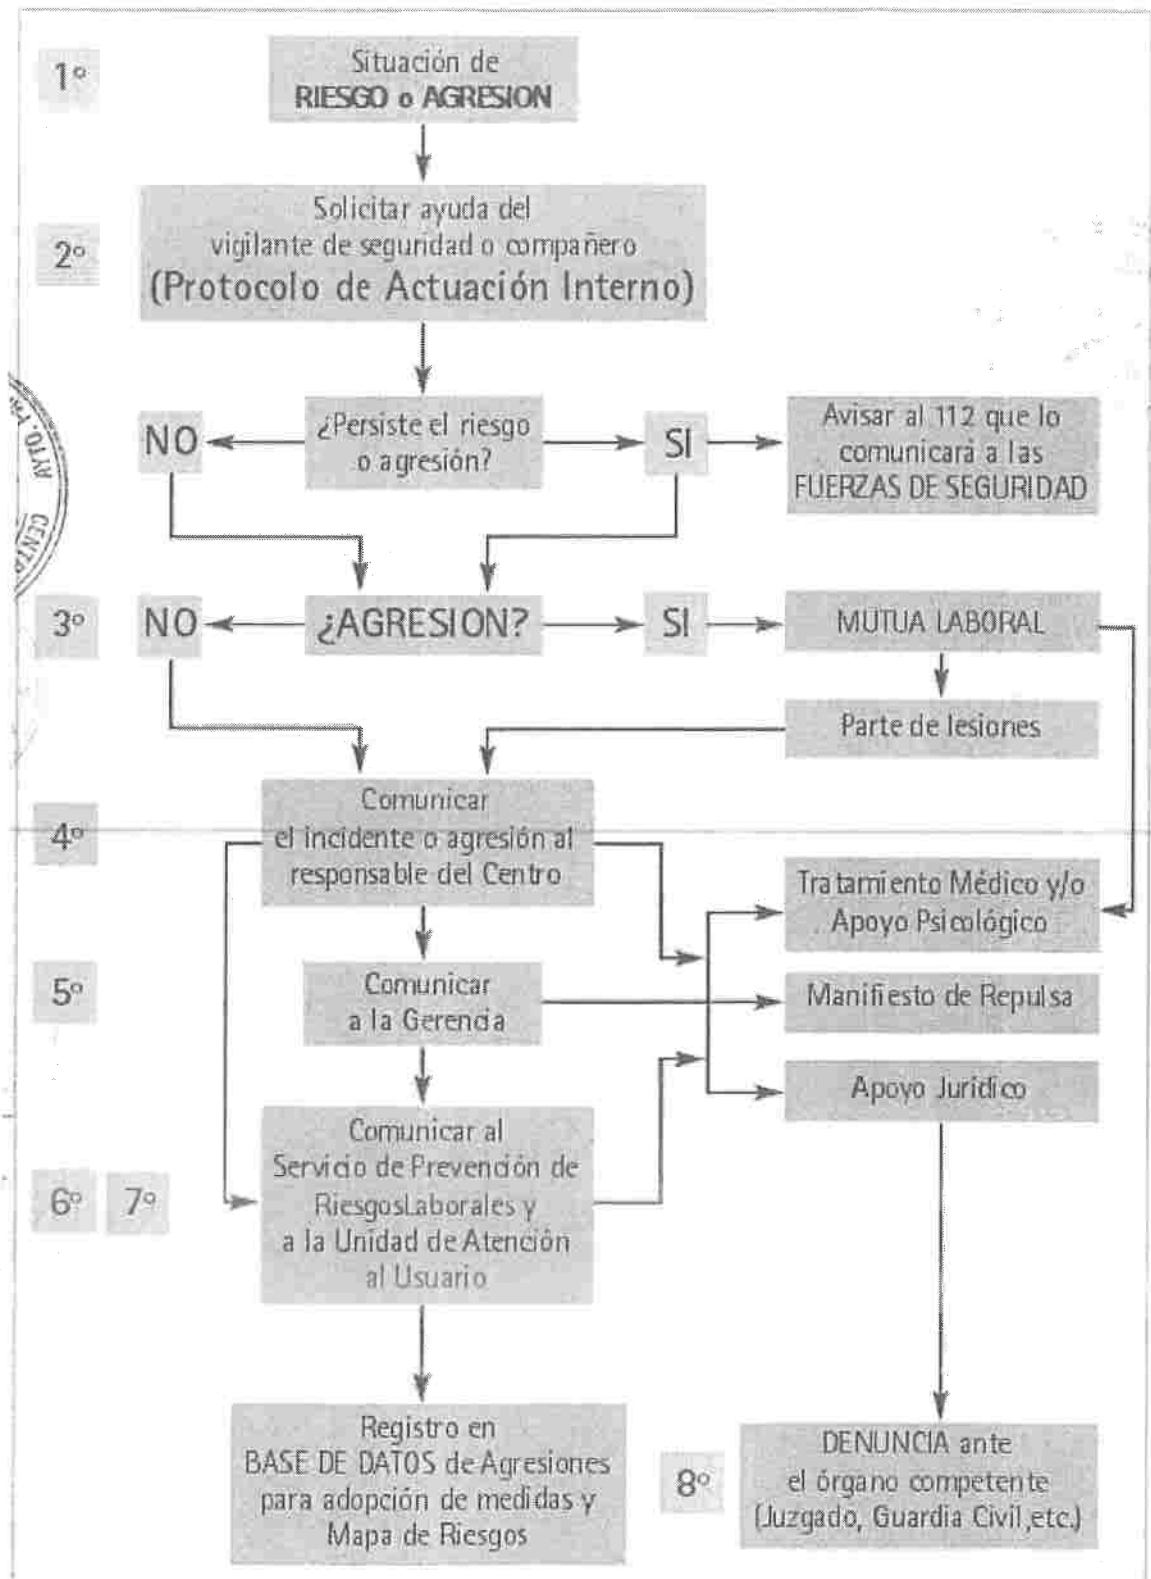 1º
Situación de
RIESGO o AGRESION
2º
Solicitar ayuda del
vigilante de seguridad o compañero
(Protocolo de Actuación Interno)
NO
¿Persiste el riesgo
o agresión?
SI
Avisar al 112 que lo
comunicará a las
FUERZAS DE SEGURIDAD
AYTO.
3º
NO
¿AGRESION?
SI
MUTUA LABORAL
Parte de lesiones
4º
Comunicar
el incidente o agresión al
responsable del Centro
Tratamiento Médico y/o
Apoyo Psicológico
5º
Comunicar
a la Gerencia
Manifiesto de Repulsa
Apoyo Jurídico
6º 7º
Comunicar al
Servicio de Prevención de
RiesgosLaborales y
a la Unidad de Atención
al Usuario
Registro en
BASE DE DATOS de Agresiones
para adopción de medidas y
Mapa de Riesgos
8º
DENUNCIA ante
el órgano competente
(Juzgado, Guardia Civil,etc.)